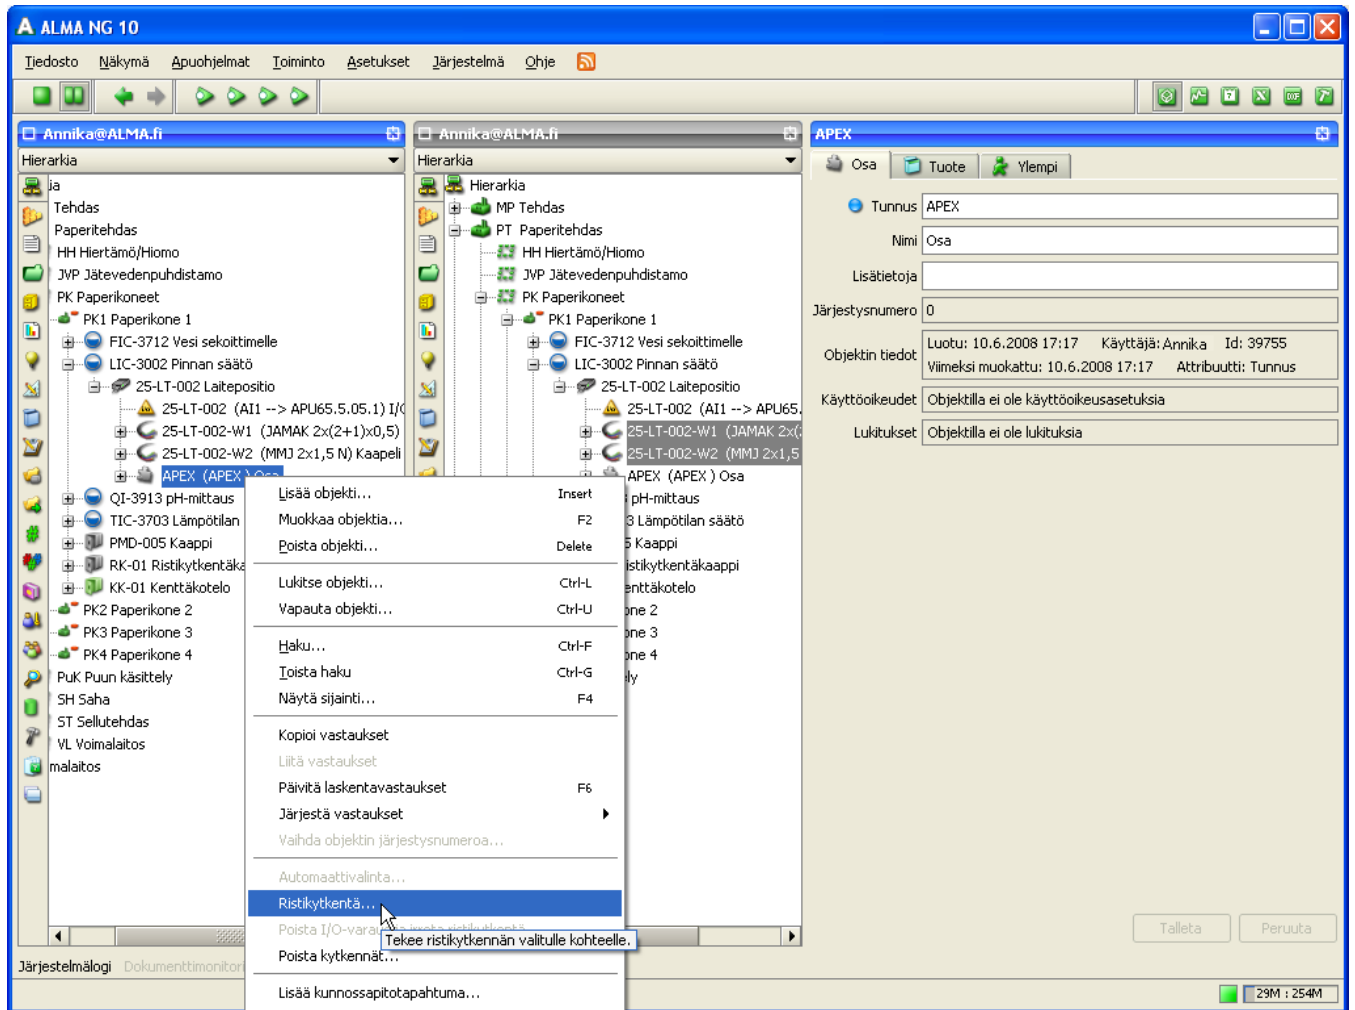 ALMA NG 10
Tiedosto Näkymä Apuohjelmat Toiminto Asetukset Järjestelmä Ohje
Annika@ALMA.fi
Hierarkia
ia
Tehdas
Paperitehdas
HH Hiertämö/Hiomo
JVP Jätevedenpuhdistamo
PK Paperikoneet
PK1 Paperikone 1
FIC-3712 Vesi sekoittimelle
LIC-3002 Pinnan säätö
25-LT-002 Laitepositio
25-LT-002 (AI1 --> APU65.5.05.1) I/
25-LT-002-W1 (JAMAK 2x(2+1)x0,5)
25-LT-002-W2 (MMJ 2x1,5 N) Kaapeli
APEX (APEX ) Osa
QI-3913 pH-mittaus
TIC-3703 Lämpötilan
PMD-005 Kaappi
RK-01 Ristikytkentäka
KK-01 Kenttäkotelo
PK2 Paperikone 2
PK3 Paperikone 3
PK4 Paperikone 4
PuK Puun käsittely
SH Saha
ST Sellutehdas
VL Voimalaitos
malaitos
Annika@ALMA.fi
Hierarkia
Hierarkia
MP Tehdas
PT Paperitehdas
HH Hiertämö/Hiomo
JVP Jätevedenpuhdistamo
PK Paperikoneet
PK1 Paperikone 1
FIC-3712 Vesi sekoittimelle
LIC-3002 Pinnan säätö
25-LT-002 Laitepositio
25-LT-002 (AI1 --> APU65.
25-LT-002-W1 (JAMAK 2x(
25-LT-002-W2 (MMJ 2x1,5
APEX (APEX ) Osa
pH-mittaus
3 Lämpötilan säätö
5 Kaappi
istikytkentäkaappi
enttäkotelo
one 2
one 3
one 4
ly
Lisää objekti... Insert
Muokkaa objektia... F2
Poista objekti... Delete
Lukitse objekti... Ctrl-L
Vapauta objekti... Ctrl-U
Haku... Ctrl-F
Toista haku Ctrl-G
Näytä sijainti... F4
Kopioi vastaukset
Liitä vastaukset
Päivitä laskentavastaukset F6
Järjestä vastaukset
Vaihda objektin järjestysnumeroa...
Automaattivalinta...
Ristikytkentä...
Poista I/O-varaus ristikytkentä
Tekee ristikytkennän valitulle kohteelle.
Poista kytkennät...
Lisää kunnossapitotapahtuma...
APEX
Osa Tuote Ylempi
Tunnus APEX
Nimi Osa
Lisätietoja
Järjestysnumero 0
Objektin tiedot Luotu: 10.6.2008 17:17 Käyttäjä: Annika Id: 39755
Viimeksi muokattu: 10.6.2008 17:17 Attribuutti: Tunnus
Käyttöoikeudet Objektilla ei ole käyttöoikeusasetuksia
Lukitukset Objektilla ei ole lukituksia
Talleta Peruuta
Järjestelmälogi Dokumenttimonitori
29M : 254M